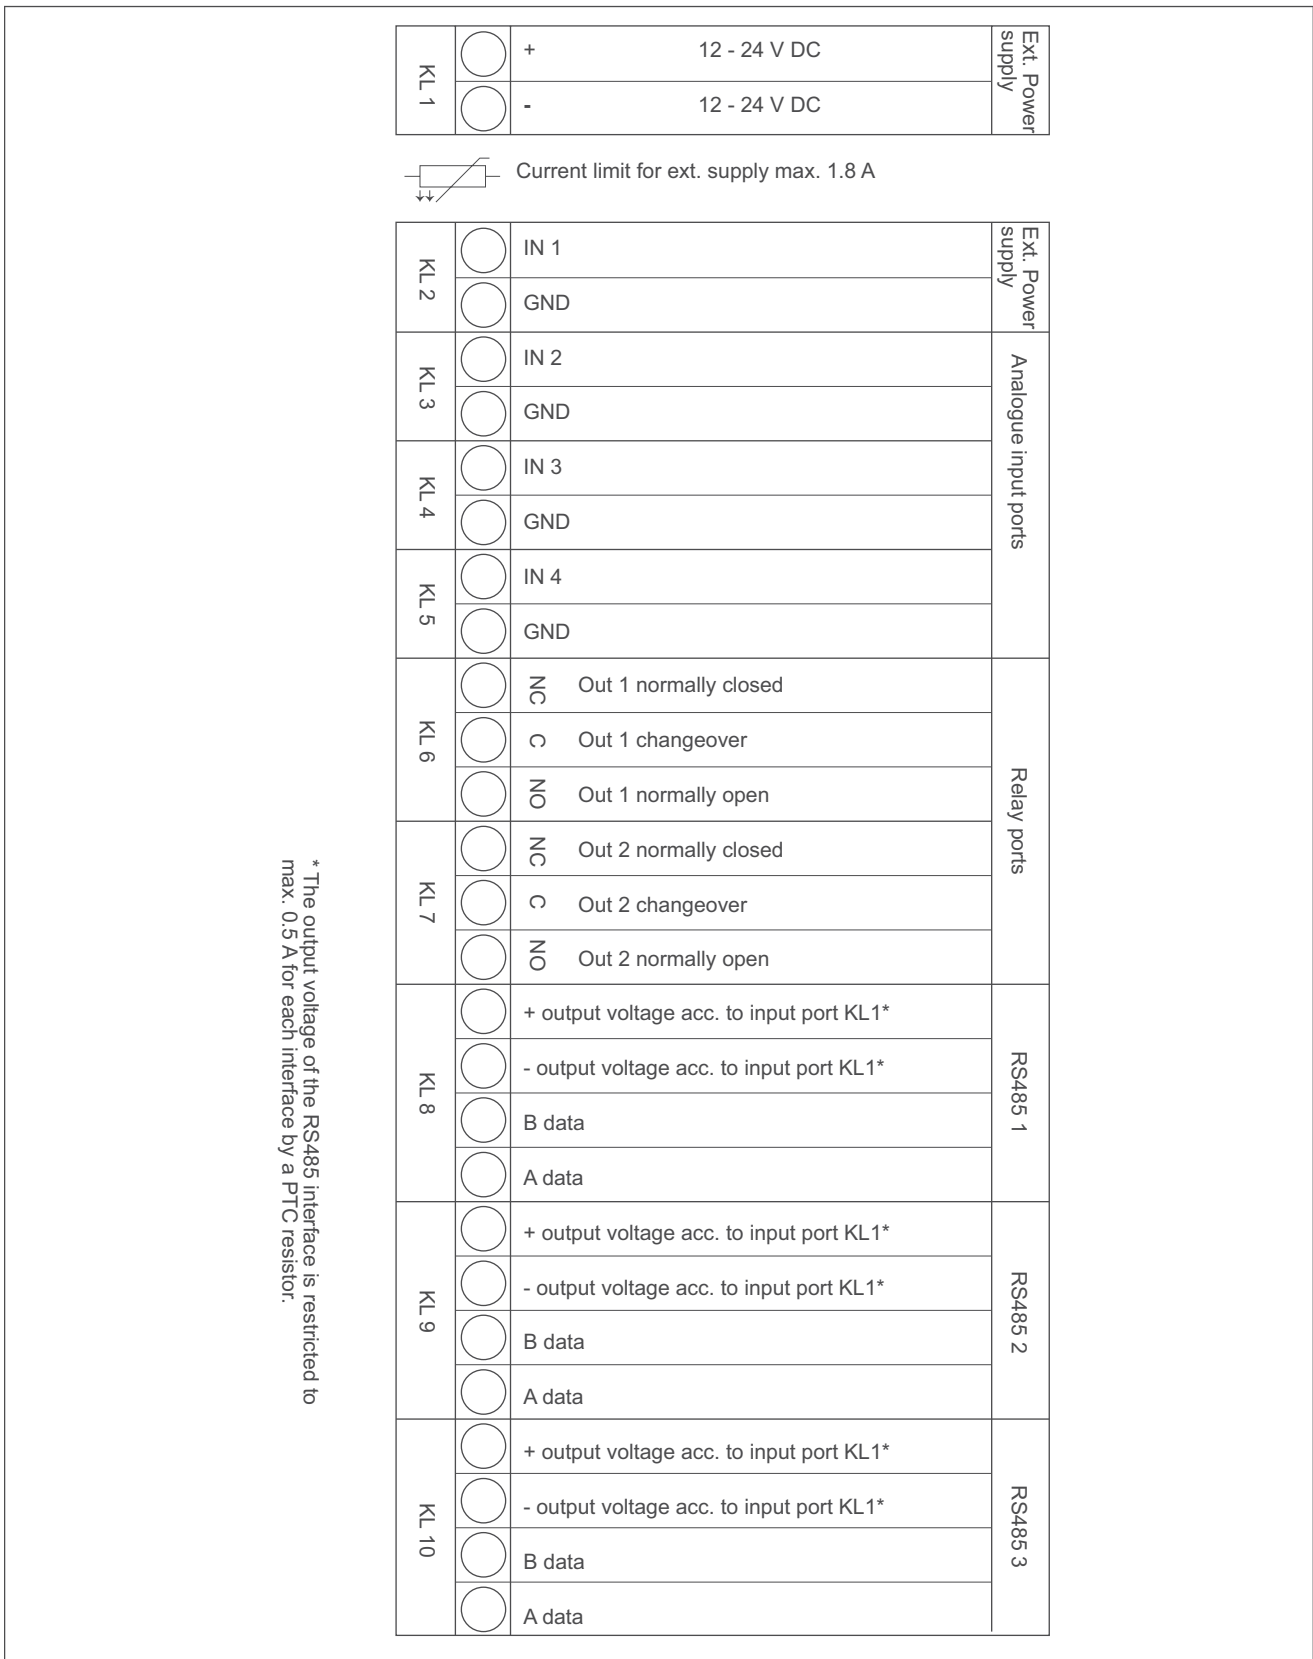 KL 1
+ 12 - 24 V DC
- 12 - 24 V DC
Ext. Power
supply
Current limit for ext. supply max. 1.8 A
KL 2
IN 1
GND
Ext. Power
supply
KL 3
IN 2
GND
KL 4
IN 3
GND
KL 5
IN 4
GND
Analogue input ports
KL 6
NC Out 1 normally closed
C Out 1 changeover
NO Out 1 normally open
KL 7
NC Out 2 normally closed
C Out 2 changeover
NO Out 2 normally open
Relay ports
KL 8
+ output voltage acc. to input port KL1*
- output voltage acc. to input port KL1*
B data
A data
RS485 1
KL 9
+ output voltage acc. to input port KL1*
- output voltage acc. to input port KL1*
B data
A data
RS485 2
KL 10
+ output voltage acc. to input port KL1*
- output voltage acc. to input port KL1*
B data
A data
RS485 3
* The output voltage of the RS485 interface is restricted to
max. 0.5 A for each interface by a PTC resistor.